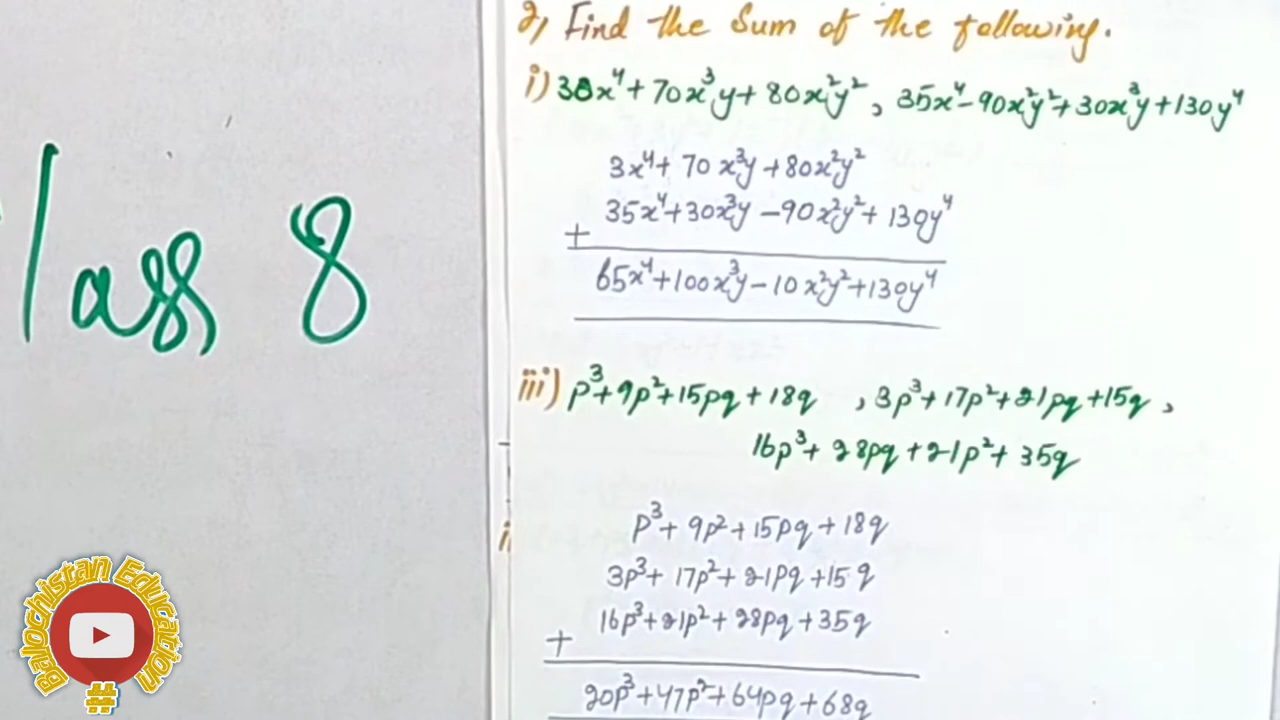 lass 8
2, Find the Sum of the following.
i) 38x⁴ + 70x³y + 80x²y², 35x⁴ - 90x²y² + 30x³y + 130y⁴
3x⁴ + 70x³y + 80x²y²
35x⁴ + 30x³y - 90x²y² + 130y⁴
+
65x⁴ + 100x³y - 10x²y² + 130y⁴
iii) p³ + 9p² + 15pq + 18q , 3p³ + 17p² + 21pq + 15q ,
16p³ + 28pq + 21p² + 35q
p³ + 9p² + 15pq + 18q
3p³ + 17p² + 21pq + 15q
16p³ + 21p² + 28pq + 35q
+
20p³ + 47p² + 64pq + 68q
Balochistan Education
#